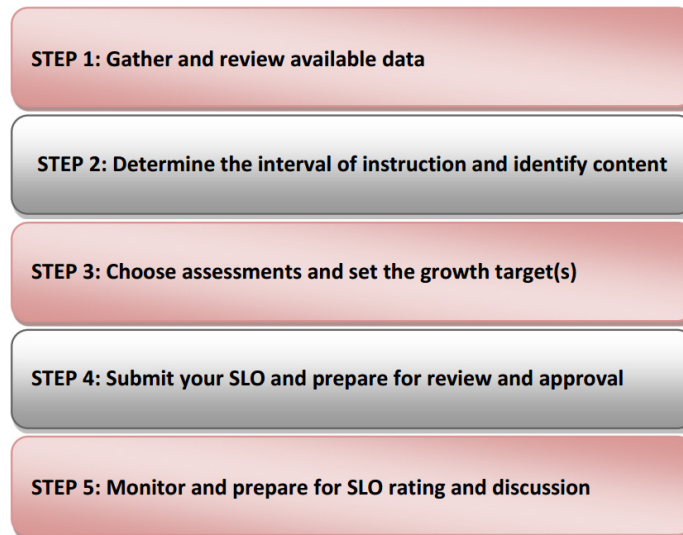 STEP 1: Gather and review available data
STEP 2: Determine the interval of instruction and identify content
STEP 3: Choose assessments and set the growth target(s)
STEP 4: Submit your SLO and prepare for review and approval
STEP 5: Monitor and prepare for SLO rating and discussion